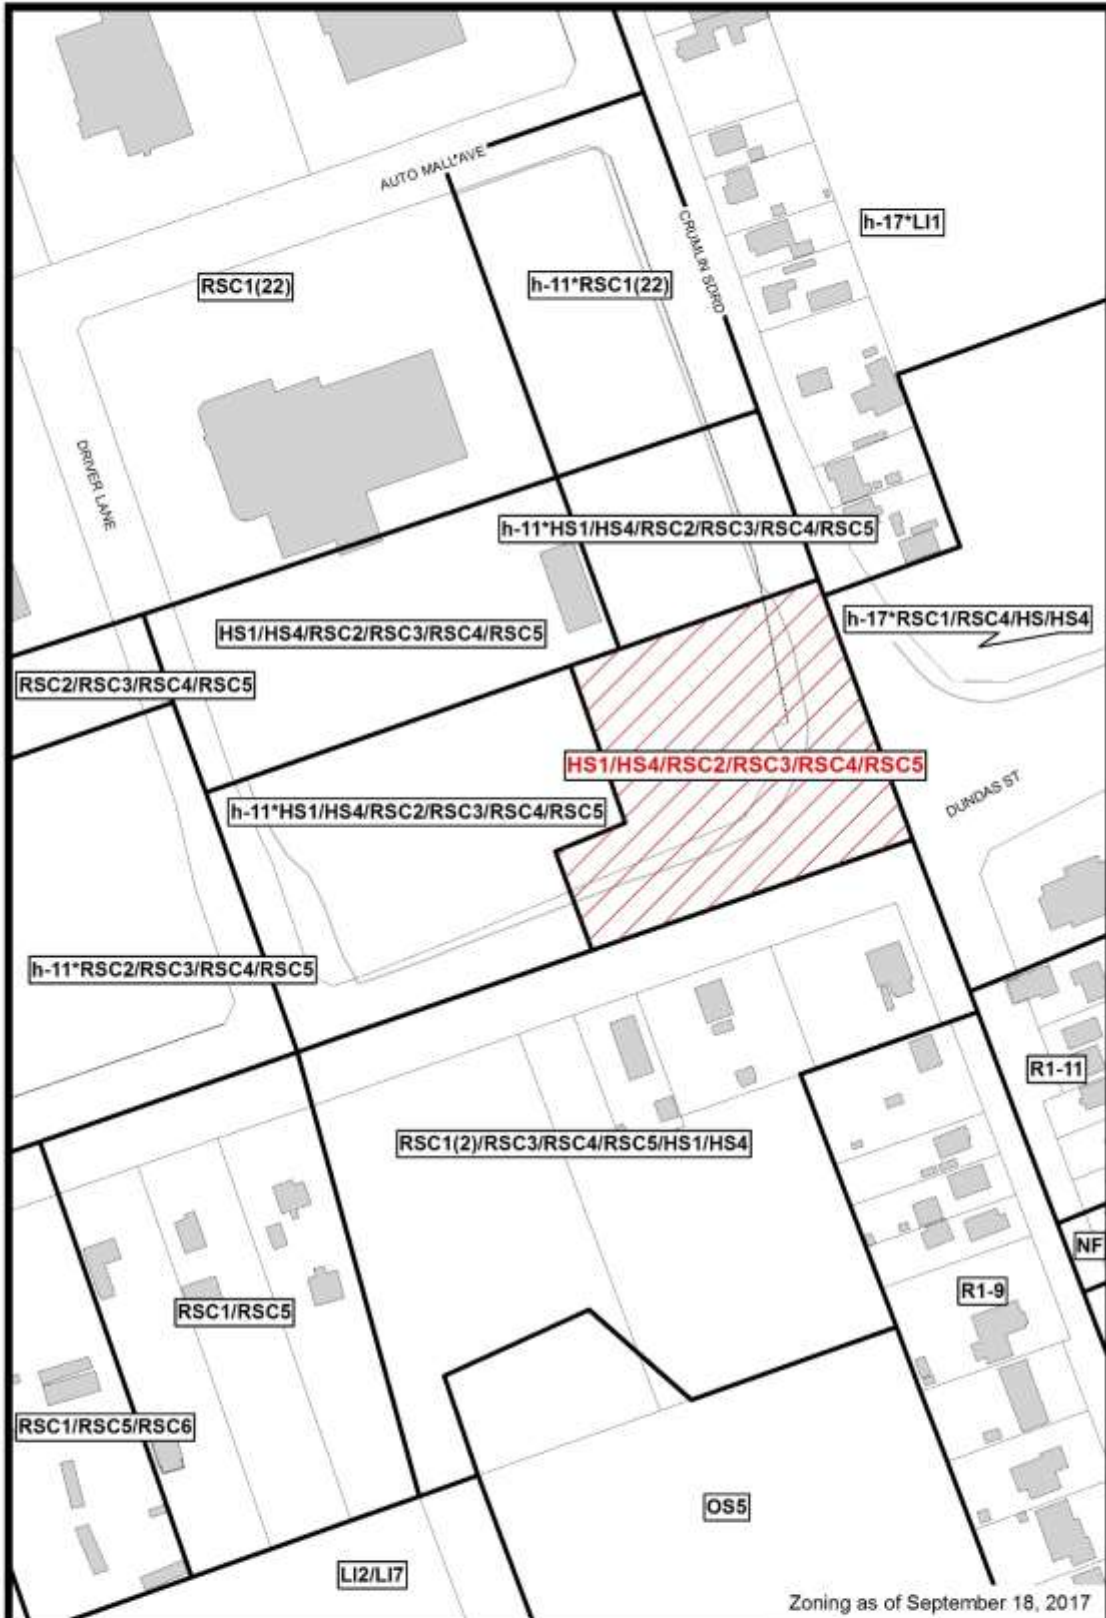 AUTO MALL AVE
CRUMLIN SDRD
h-17*LI1
RSC1(22)
h-11*RSC1(22)
DRIVER LANE
h-11*HS1/HS4/RSC2/RSC3/RSC4/RSC5
HS1/HS4/RSC2/RSC3/RSC4/RSC5
h-17*RSC1/RSC4/HS/HS4
RSC2/RSC3/RSC4/RSC5
HS1/HS4/RSC2/RSC3/RSC4/RSC5
DUNDAS ST
h-11*HS1/HS4/RSC2/RSC3/RSC4/RSC5
h-11*RSC2/RSC3/RSC4/RSC5
R1-11
RSC1(2)/RSC3/RSC4/RSC5/HS1/HS4
NF
R1-9
RSC1/RSC5
RSC1/RSC5/RSC6
OS5
LI2/LI7
Zoning as of September 18, 2017